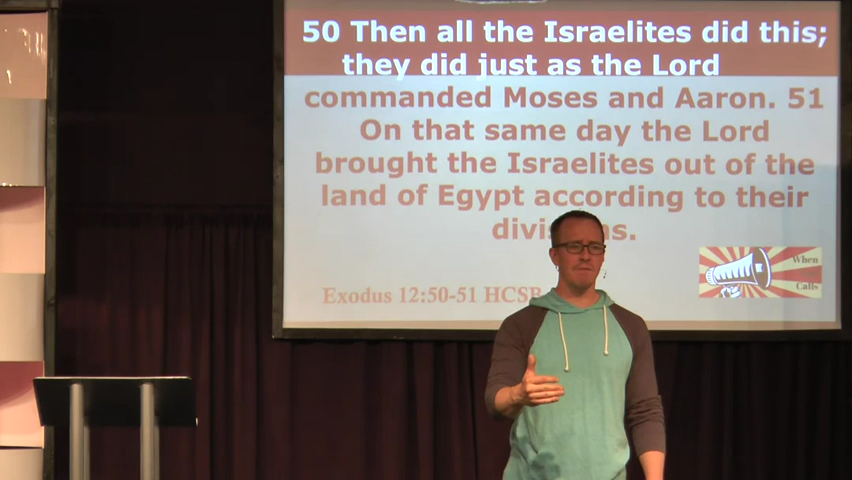 50 Then all the Israelites did this;
they did just as the Lord
commanded Moses and Aaron. 51
On that same day the Lord
brought the Israelites out of the
land of Egypt according to their
Exodus 12:50-51 HCSB
When
Calls